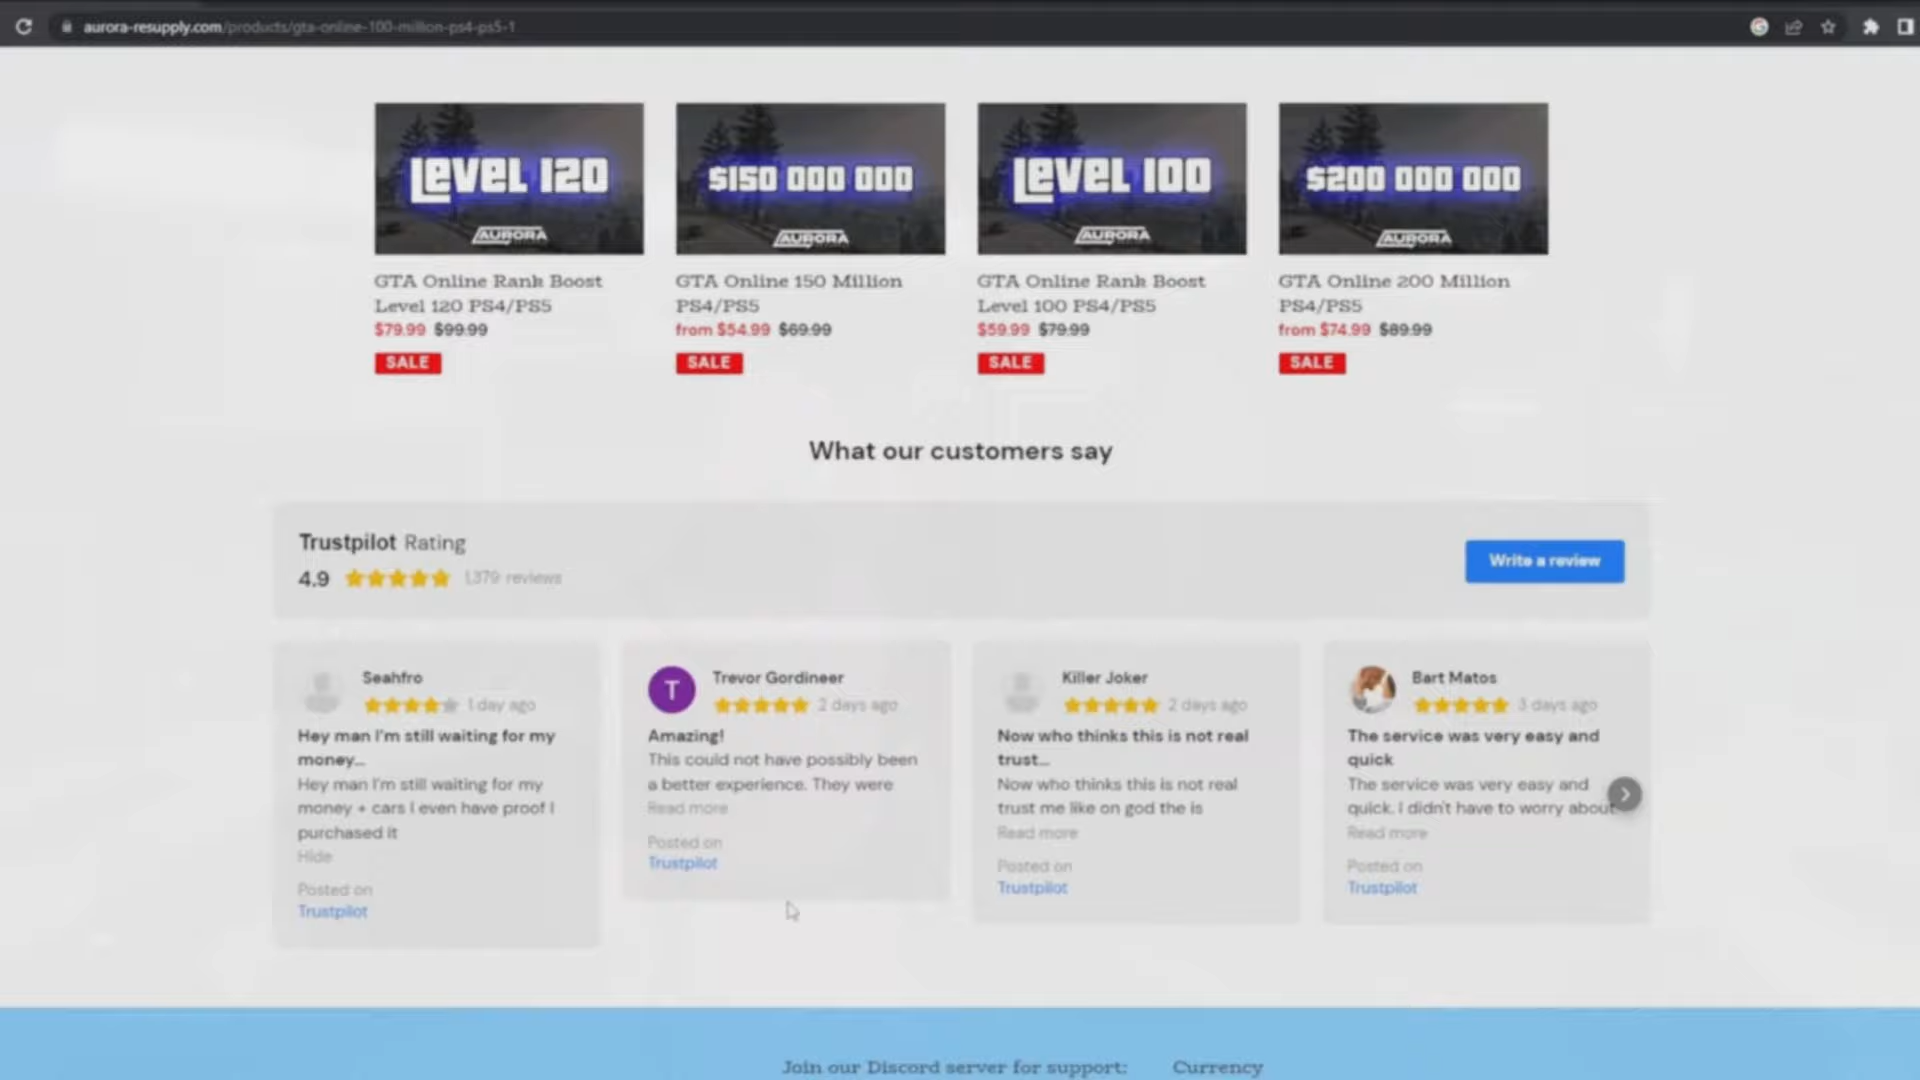 aurora-resupply.com/products/gta-online-100-million-ps4-ps5-1
LEVEL 120
AURORA
$150 000 000
AURORA
LEVEL 100
AURORA
$200 000 000
AURORA
GTA Online Rank Boost
Level 120 PS4/PS5
$79.99 $99.99
SALE
GTA Online 150 Million
PS4/PS5
from $54.99 $69.99
SALE
GTA Online Rank Boost
Level 100 PS4/PS5
$59.99 $79.99
SALE
GTA Online 200 Million
PS4/PS5
from $74.99 $89.99
SALE
What our customers say
Trustpilot Rating
4.9 1,379 reviews
Write a review
Seahfro
1 day ago
Hey man I'm still waiting for my
money...
Hey man I'm still waiting for my
money + cars I even have proof I
purchased it
Hide
Posted on
Trustpilot
T
Trevor Gordineer
2 days ago
Amazing!
This could not have possibly been
a better experience. They were
Read more
Posted on
Trustpilot
Killer Joker
2 days ago
Now who thinks this is not real
trust...
Now who thinks this is not real
trust me like on god the is
Read more
Posted on
Trustpilot
Bart Matos
3 days ago
The service was very easy and
quick
The service was very easy and
quick. I didn't have to worry about
Read more
Posted on
Trustpilot
Join our Discord server for support:
Currency